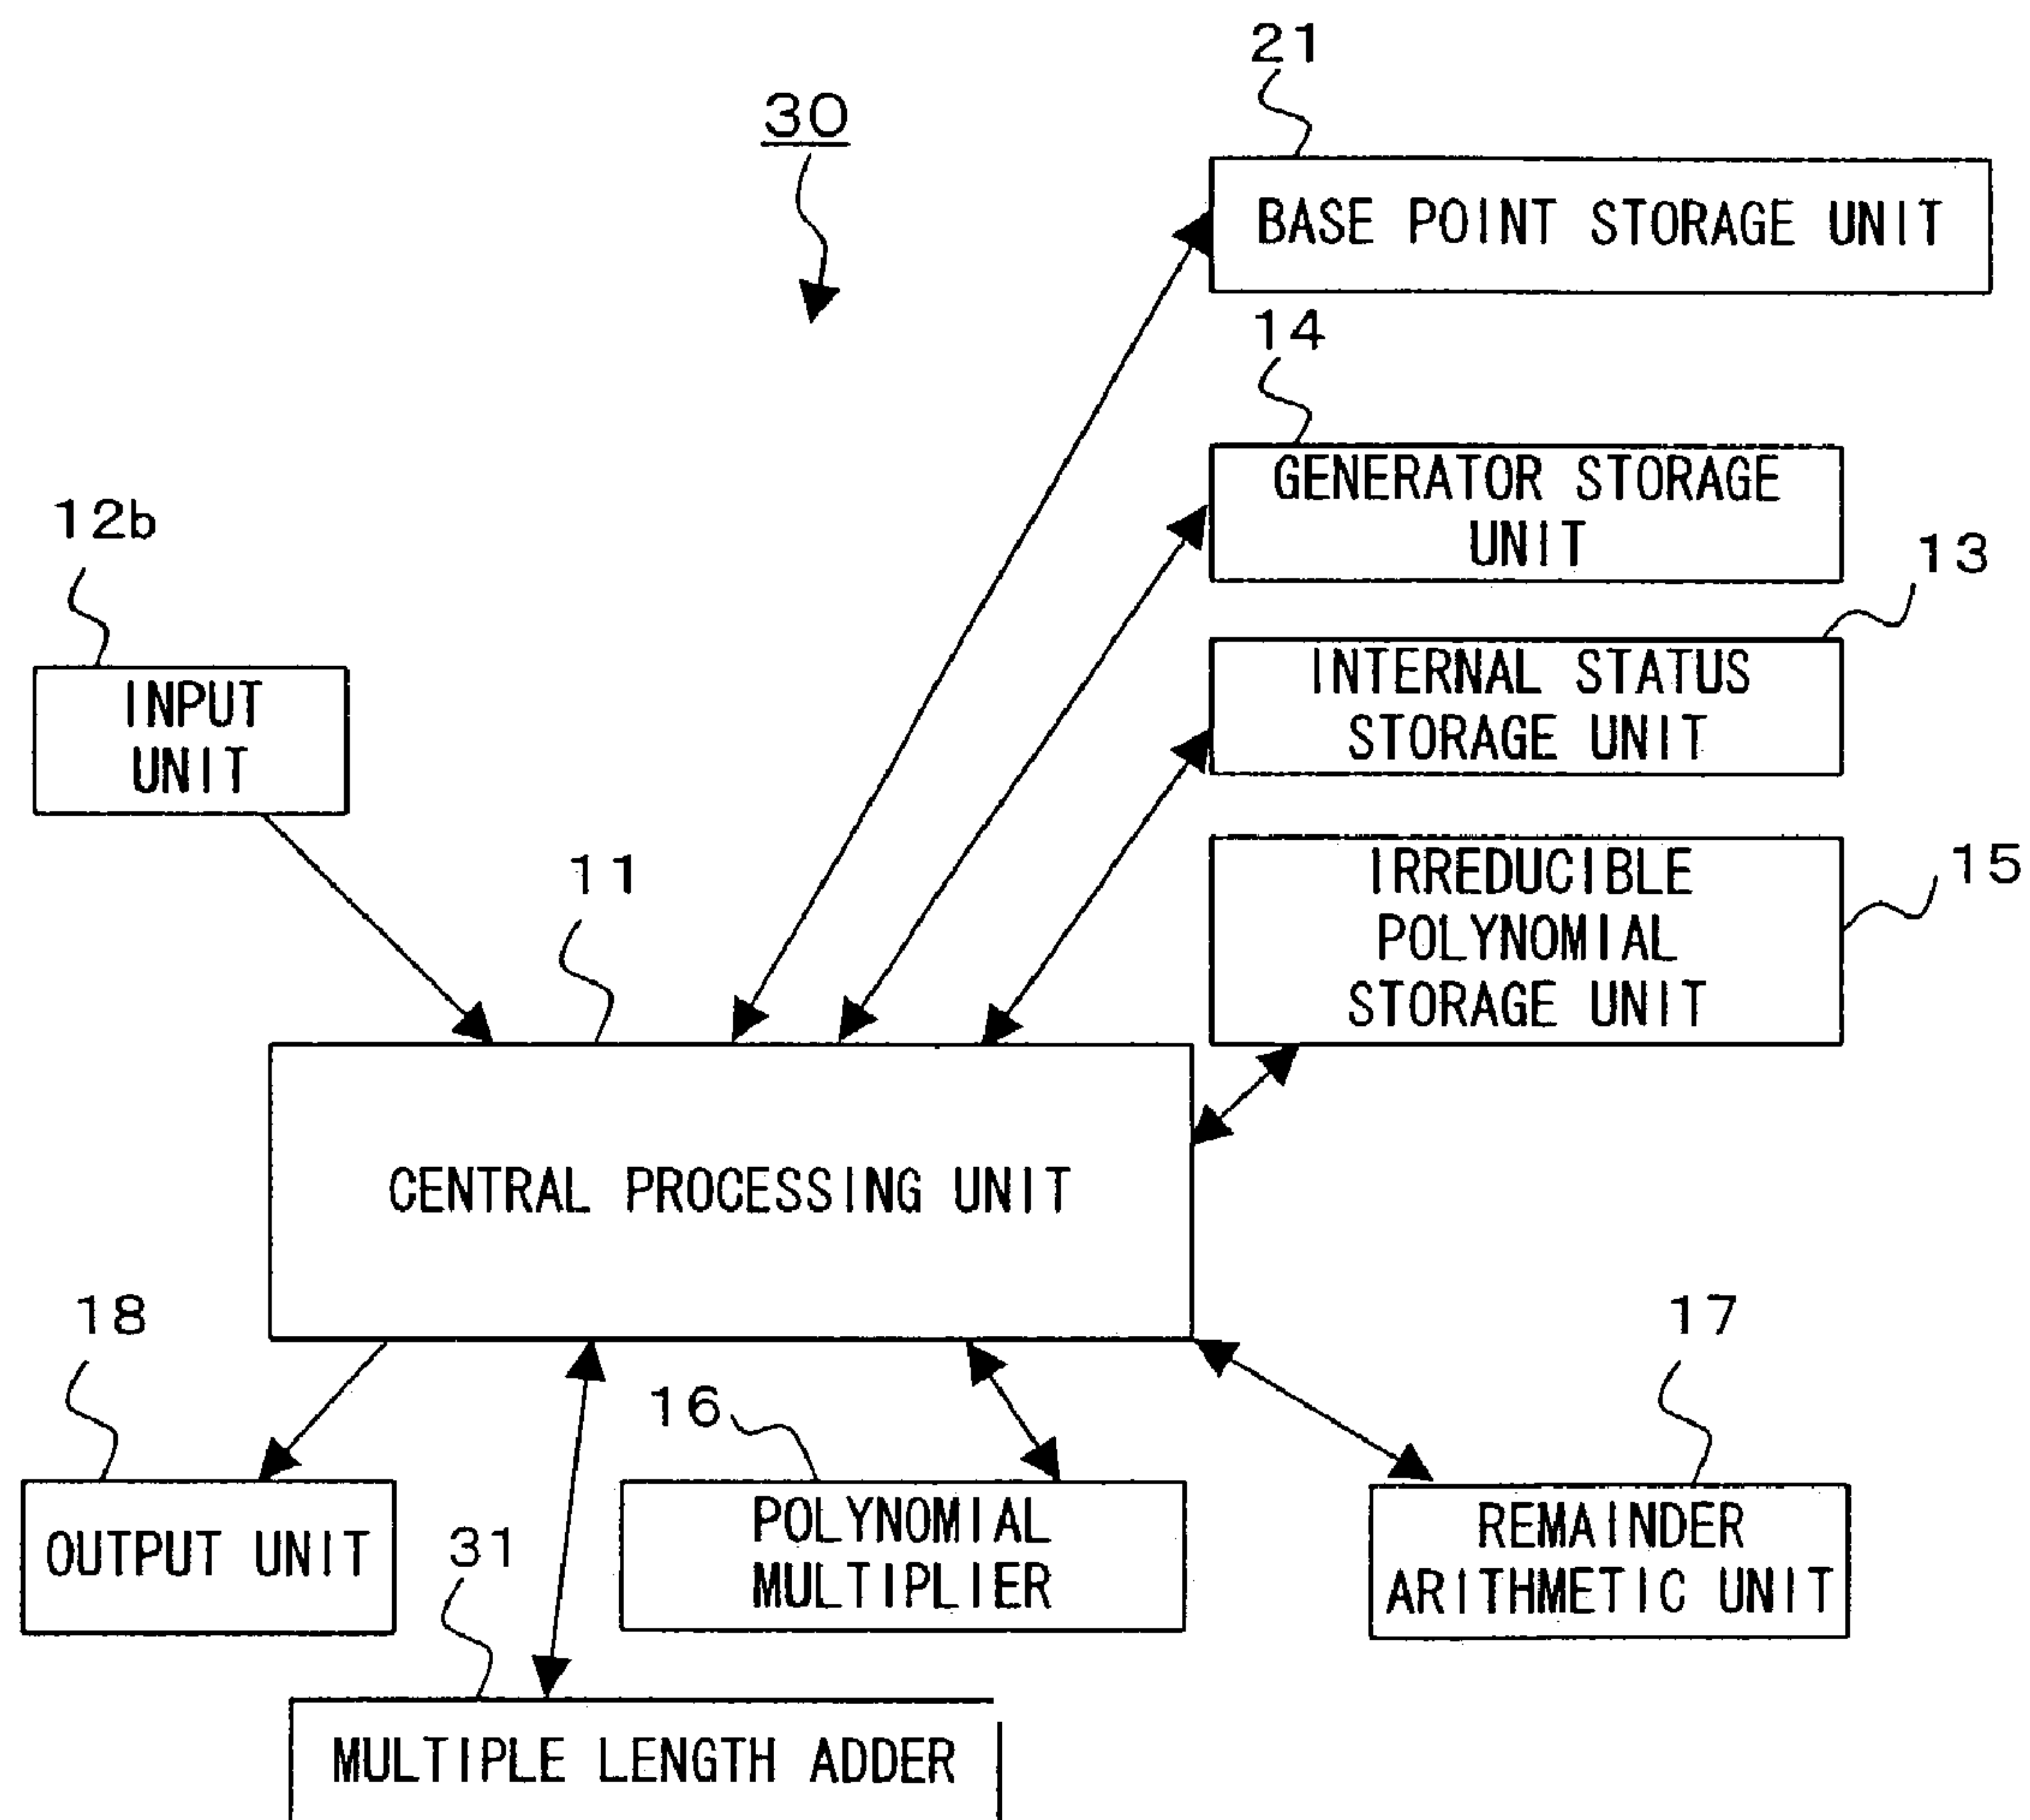 21
30
BASE POINT STORAGE UNIT
14
GENERATOR STORAGE
UNIT
12b
13
INPUT
UNIT
INTERNAL STATUS
STORAGE UNIT
11
15
IRREDUCIBLE
POLYNOMIAL
STORAGE UNIT
CENTRAL PROCESSING UNIT
18
17
16
OUTPUT UNIT
31
POLYNOMIAL
MULTIPLIER
REMAINDER
ARITHMETIC UNIT
MULTIPLE LENGTH ADDER